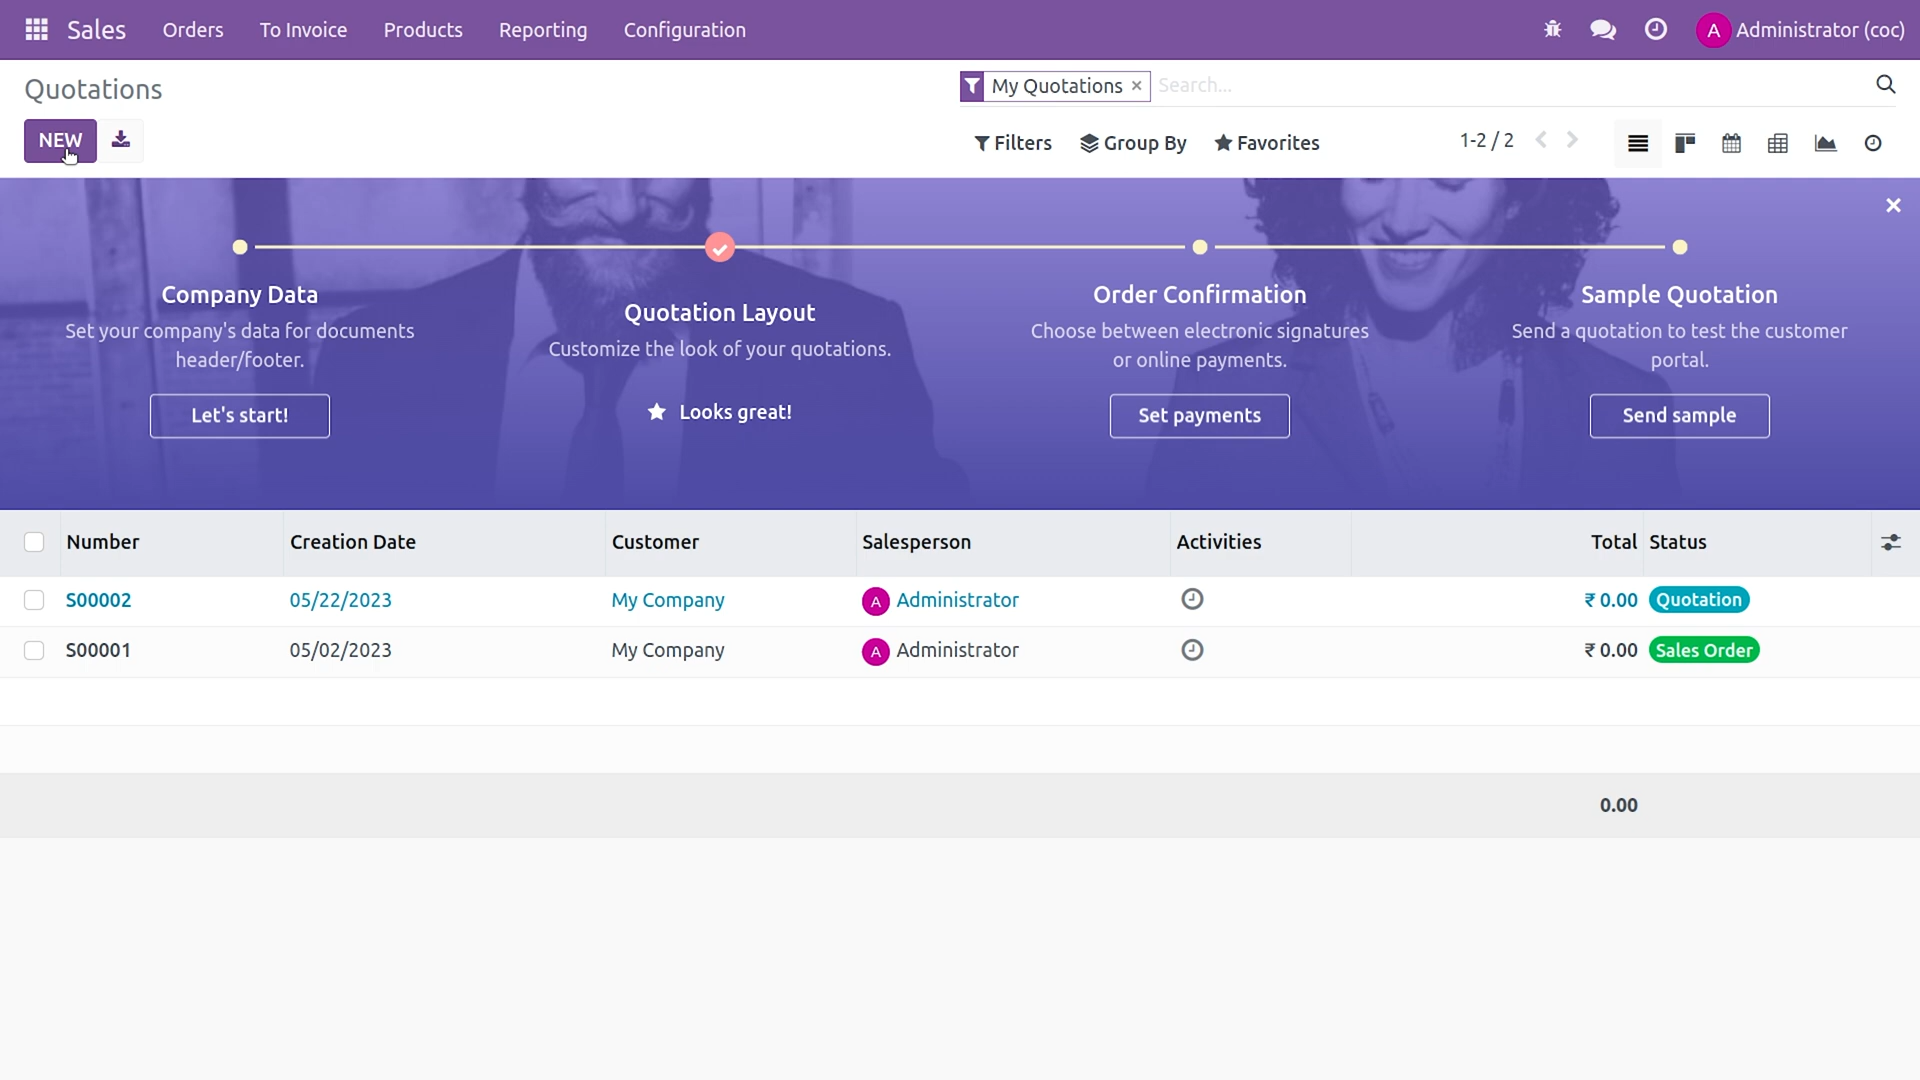 Sales Orders To Invoice Products Reporting Configuration A Administrator (coc)
Quotations
My Quotations × Search...
NEW
Filters Group By Favorites 1-2 / 2
Company Data
Set your company's data for documents
header/footer.
Let's start!
Quotation Layout
Customize the look of your quotations.
Looks great!
Order Confirmation
Choose between electronic signatures
or online payments.
Set payments
Sample Quotation
Send a quotation to test the customer
portal.
Send sample
Number Creation Date Customer Salesperson Activities Total Status
S00002 05/22/2023 My Company A Administrator ₹ 0.00 Quotation
S00001 05/02/2023 My Company A Administrator ₹ 0.00 Sales Order
0.00